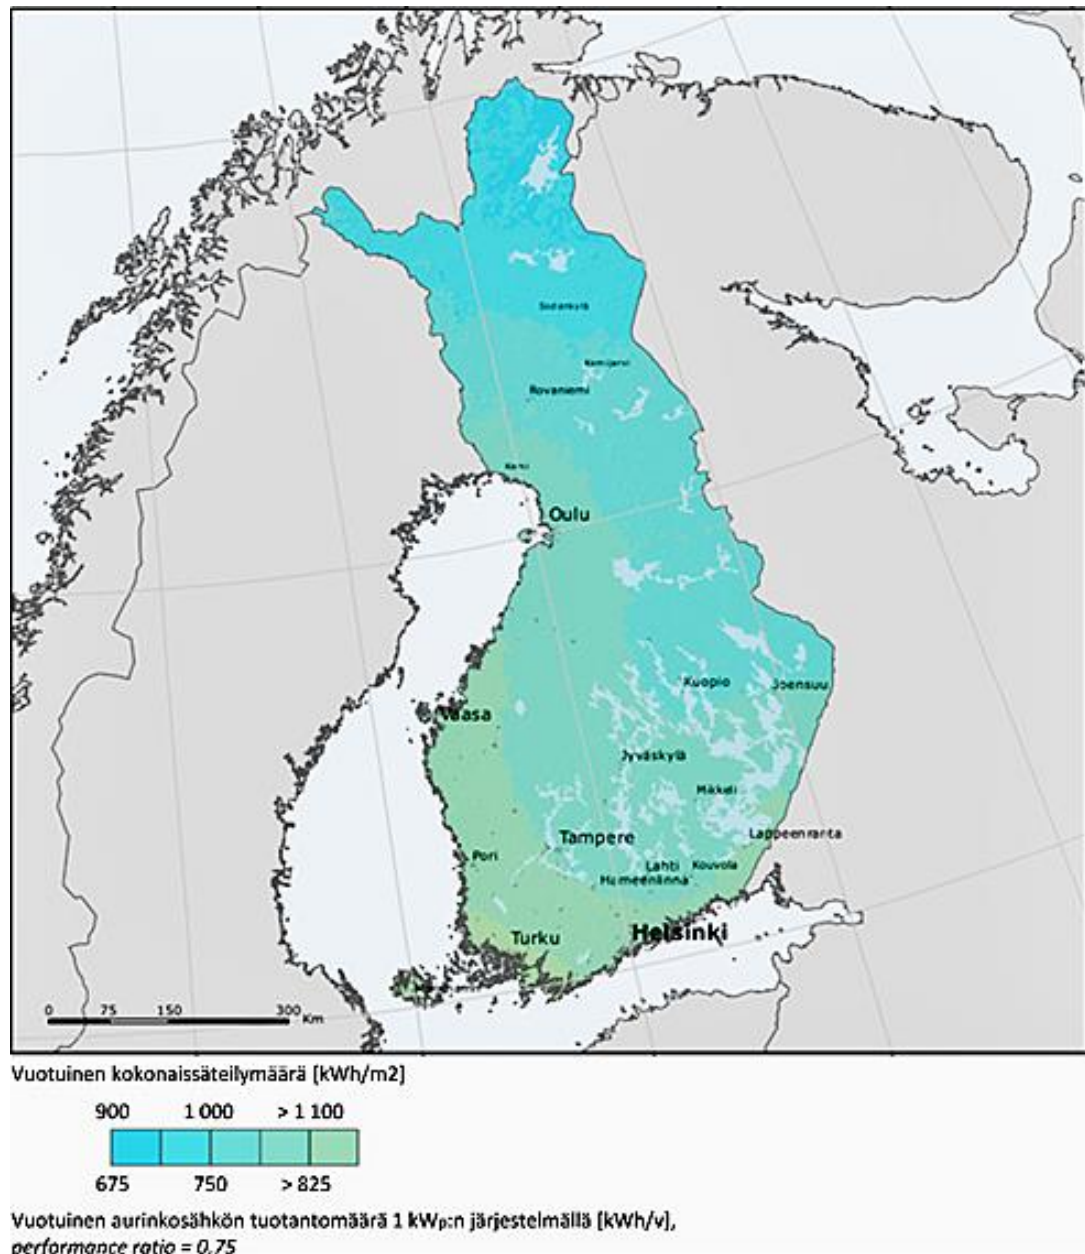 Sodankylä
Kemijärvi
Rovaniemi
Kemi
Oulu
Vaasa
Kuopio
Joensuu
Jyväskylä
Mikkeli
Tampere
Lappeenranta
Pori
Lahti
Kouvola
Hämeenlinna
Turku
Helsinki
0 75 150 300 Km
Vuotuinen kokonaissäteilymäärä [kWh/m2]
900 1 000 > 1 100
675 750 > 825
Vuotuinen aurinkosähkön tuotantomäärä 1 kWp:n järjestelmällä [kWh/v],
performance ratio = 0,75